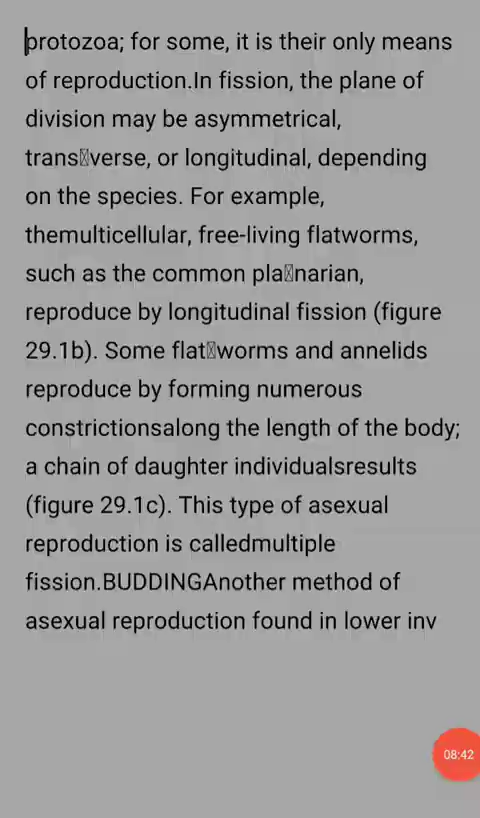 protozoa; for some, it is their only means
of reproduction.In fission, the plane of
division may be asymmetrical,
trans􏰀verse, or longitudinal, depending
on the species. For example,
themulticellular, free-living flatworms,
such as the common pla􏰀narian,
reproduce by longitudinal fission (figure
29.1b). Some flat􏰀worms and annelids
reproduce by forming numerous
constrictionsalong the length of the body;
a chain of daughter individualsresults
(figure 29.1c). This type of asexual
reproduction is calledmultiple
fission.BUDDINGAnother method of
asexual reproduction found in lower inv
08:42